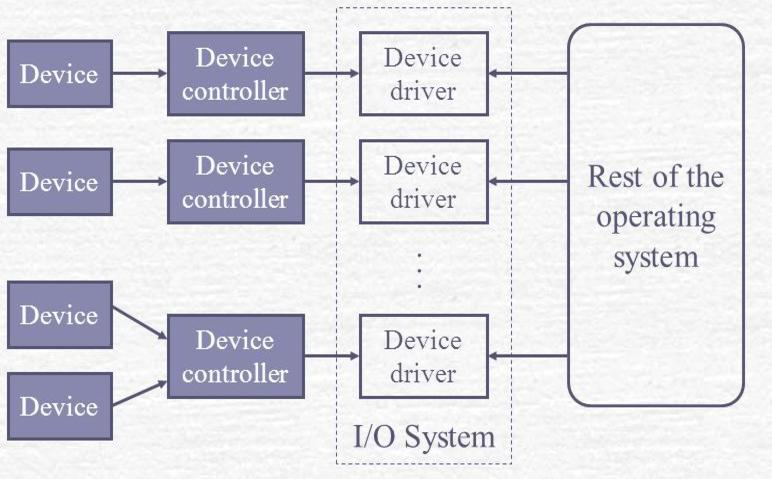 Device
Device
controller
Device
driver
Device
Device
controller
Device
driver
Rest of the
operating
system
Device
Device
controller
Device
driver
Device
I/O System